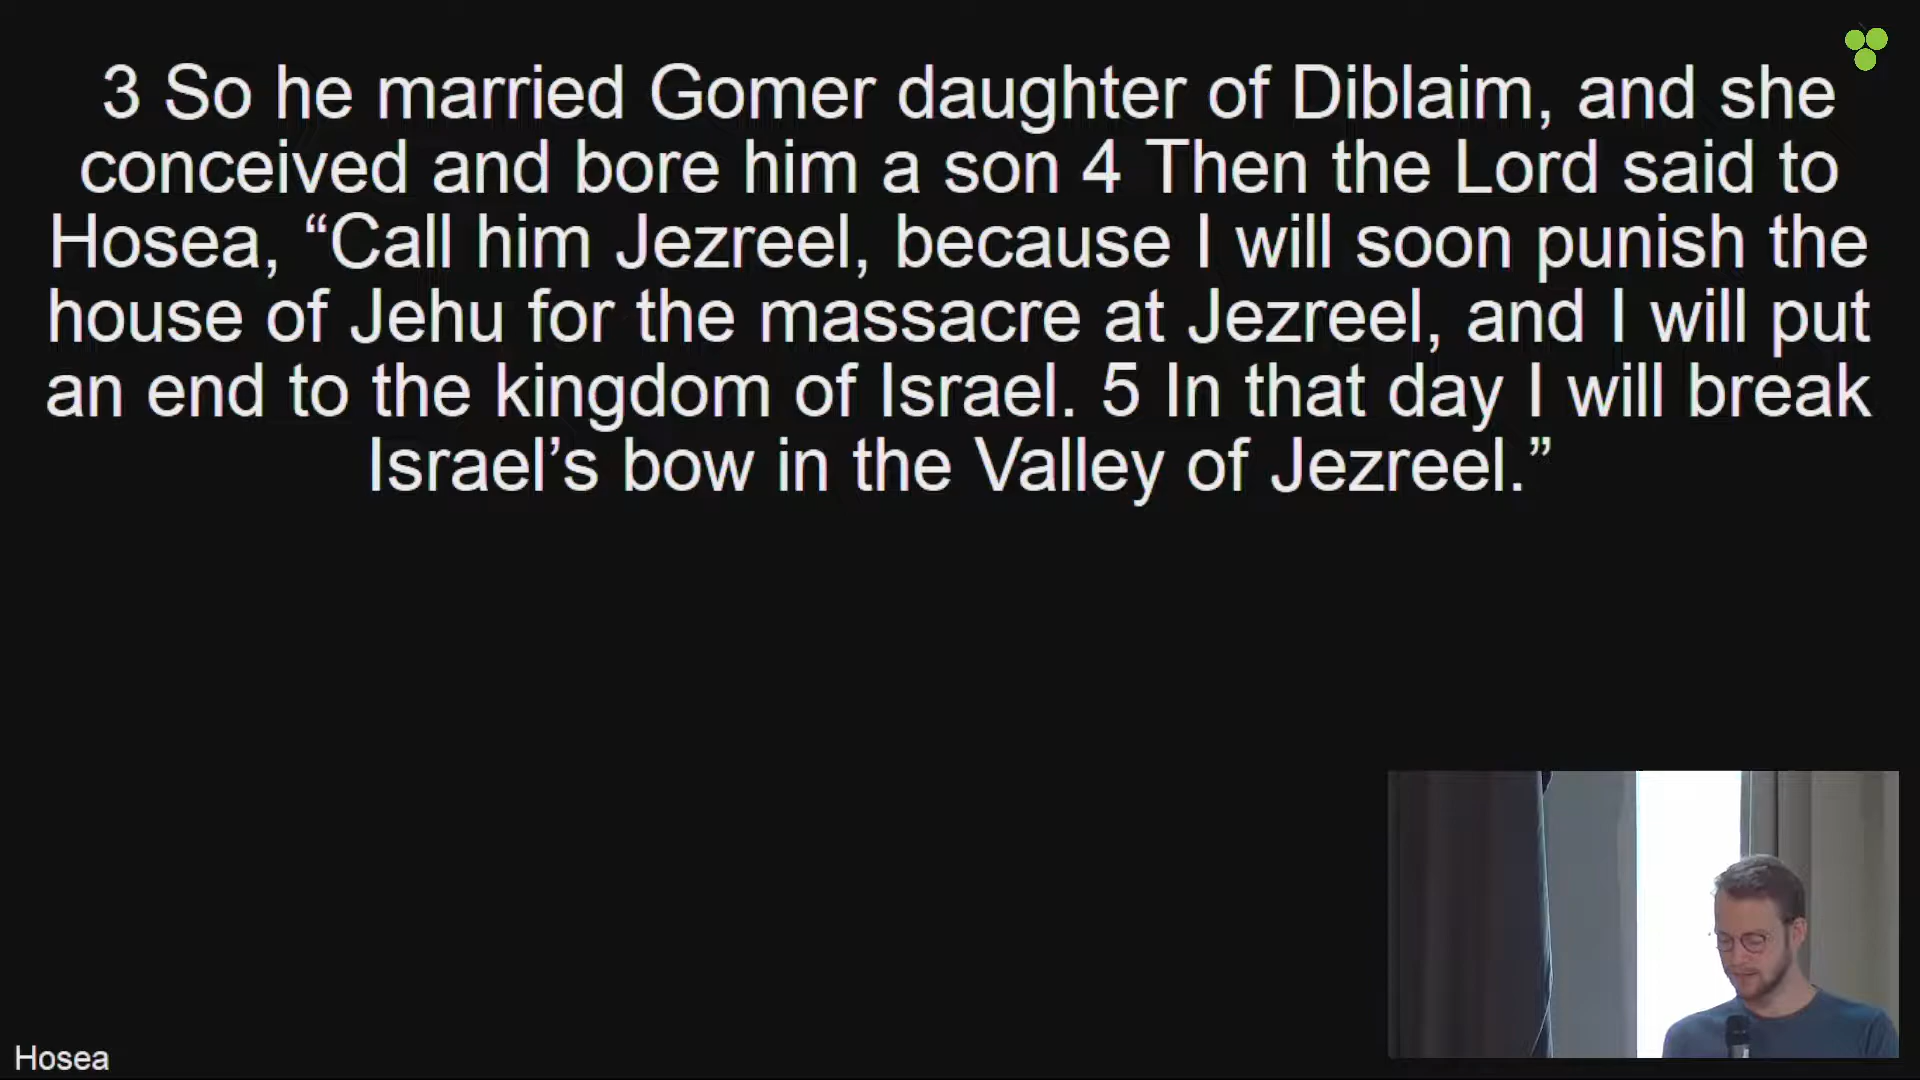 3 So he married Gomer daughter of Diblaim, and she
conceived and bore him a son 4 Then the Lord said to
Hosea, “Call him Jezreel, because I will soon punish the
house of Jehu for the massacre at Jezreel, and I will put
an end to the kingdom of Israel. 5 In that day I will break
Israel’s bow in the Valley of Jezreel.”
Hosea